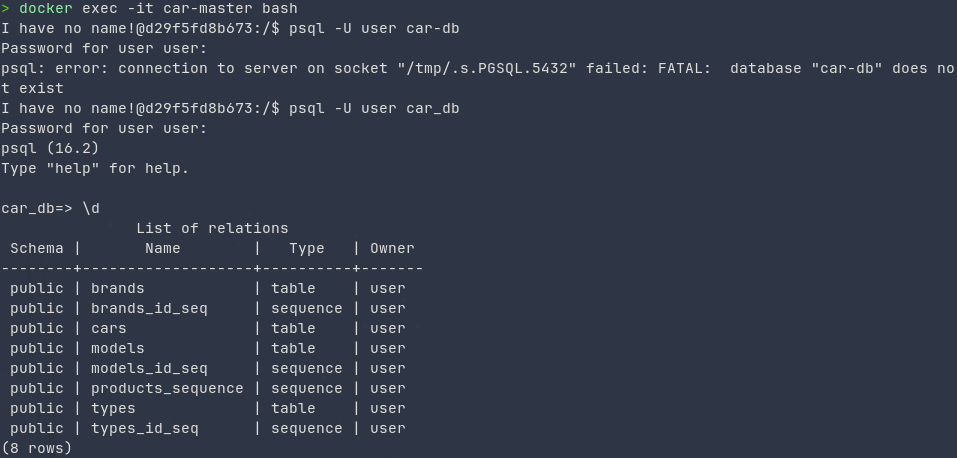 > docker exec -it car-master bash
I have no name!@d29f5fd8b673:/$ psql -U user car-db
Password for user user:
psql: error: connection to server on socket "/tmp/.s.PGSQL.5432" failed: FATAL:  database "car-db" does no
t exist
I have no name!@d29f5fd8b673:/$ psql -U user car_db
Password for user user:
psql (16.2)
Type "help" for help.

car_db=> \d
               List of relations
 Schema |       Name        |   Type   | Owner
--------+-------------------+----------+-------
 public | brands            | table    | user
 public | brands_id_seq     | sequence | user
 public | cars              | table    | user
 public | models            | table    | user
 public | models_id_seq     | sequence | user
 public | products_sequence | sequence | user
 public | types             | table    | user
 public | types_id_seq      | sequence | user
(8 rows)